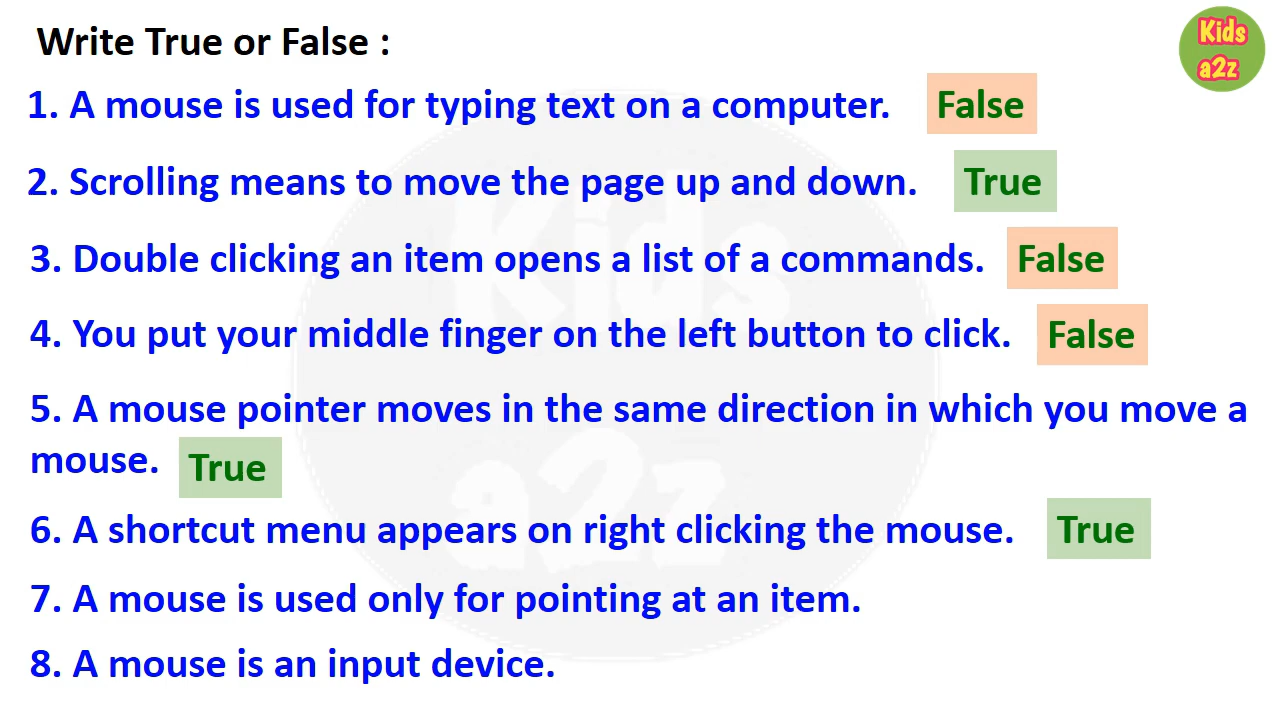 Write True or False :
Kids
a2z
1. A mouse is used for typing text on a computer. False
2. Scrolling means to move the page up and down. True
3. Double clicking an item opens a list of a commands. False
4. You put your middle finger on the left button to click. False
5. A mouse pointer moves in the same direction in which you move a
mouse. True
6. A shortcut menu appears on right clicking the mouse. True
7. A mouse is used only for pointing at an item.
8. A mouse is an input device.
Kids
a2z